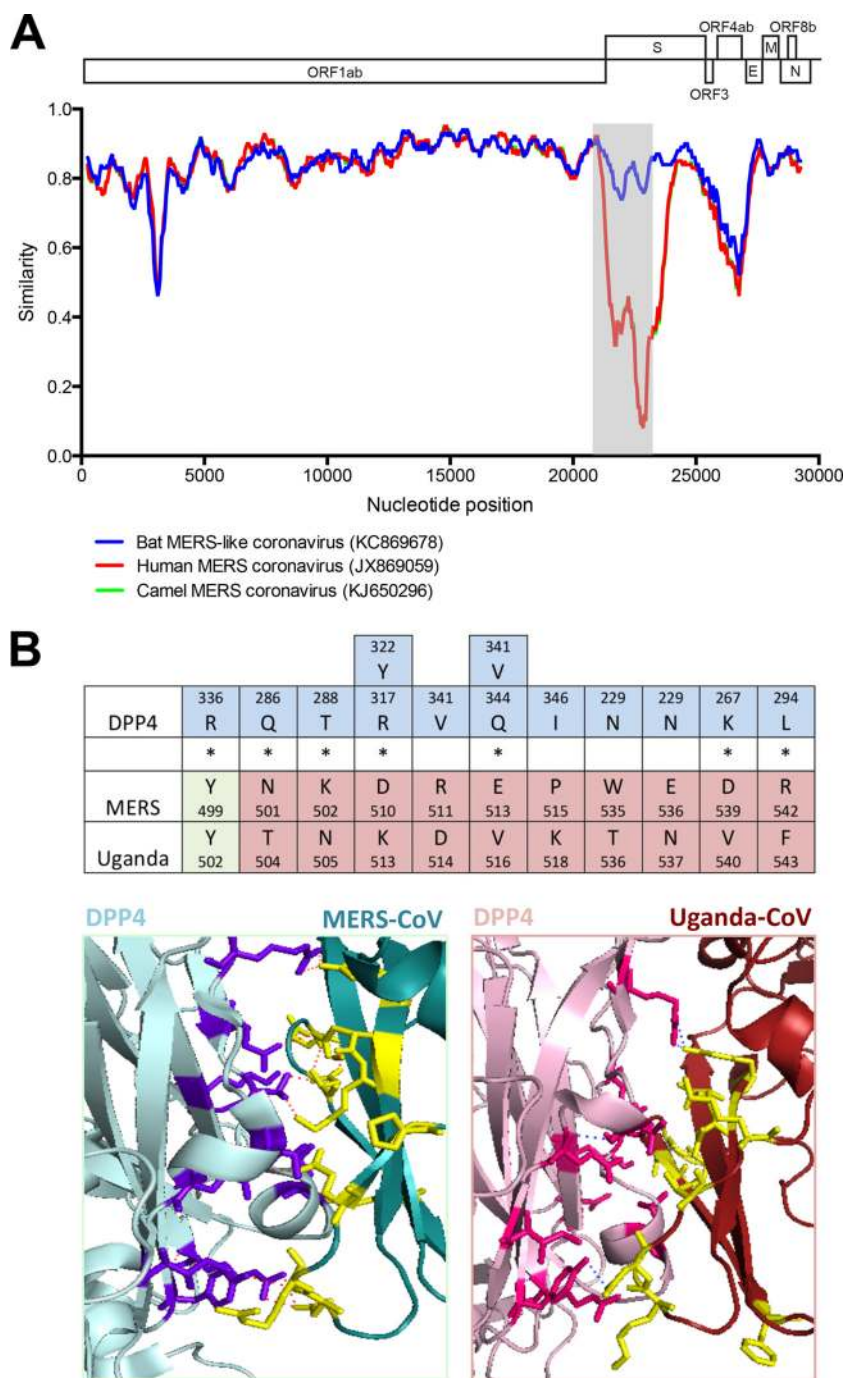 A
ORF4ab ORF8b
S M
ORF1ab E N
ORF3
1.0
0.8
0.6
0.4
0.2
0.0
Similarity
0 5000 10000 15000 20000 25000 30000
Nucleotide position
Bat MERS-like coronavirus (KC869678)
Human MERS coronavirus (JX869059)
Camel MERS coronavirus (KJ650296)
B
322 341
Y V
336 286 288 317 341 344 346 229 229 267 294
DPP4 R Q T R V Q I N N K L
* * * * * * *
MERS Y N K D R E P W E D R
499 501 502 510 511 513 515 535 536 539 542
Uganda Y T N K D V K T N V F
502 504 505 513 514 516 518 536 537 540 543
DPP4 MERS-CoV DPP4 Uganda-CoV